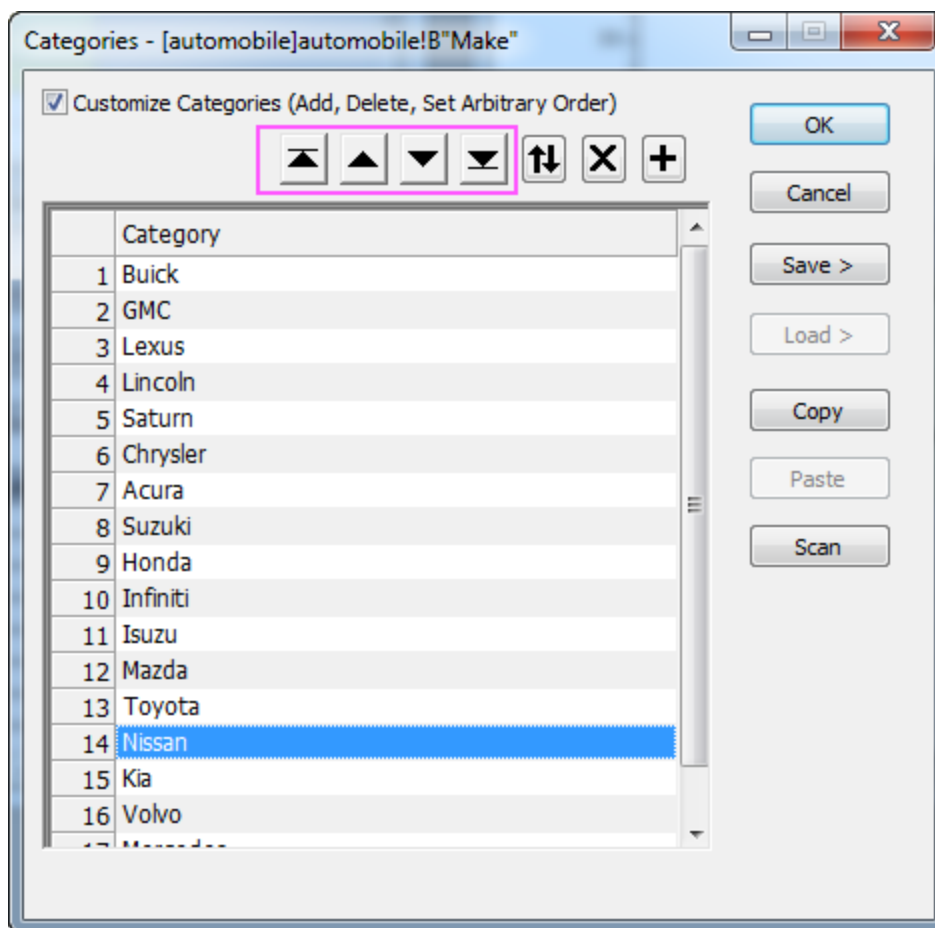 Categories - [automobile]automobile!B"Make"
Customize Categories (Add, Delete, Set Arbitrary Order)
OK
Cancel
Save >
Load >
Copy
Paste
Scan
Category
1 Buick
2 GMC
3 Lexus
4 Lincoln
5 Saturn
6 Chrysler
7 Acura
8 Suzuki
9 Honda
10 Infiniti
11 Isuzu
12 Mazda
13 Toyota
14 Nissan
15 Kia
16 Volvo